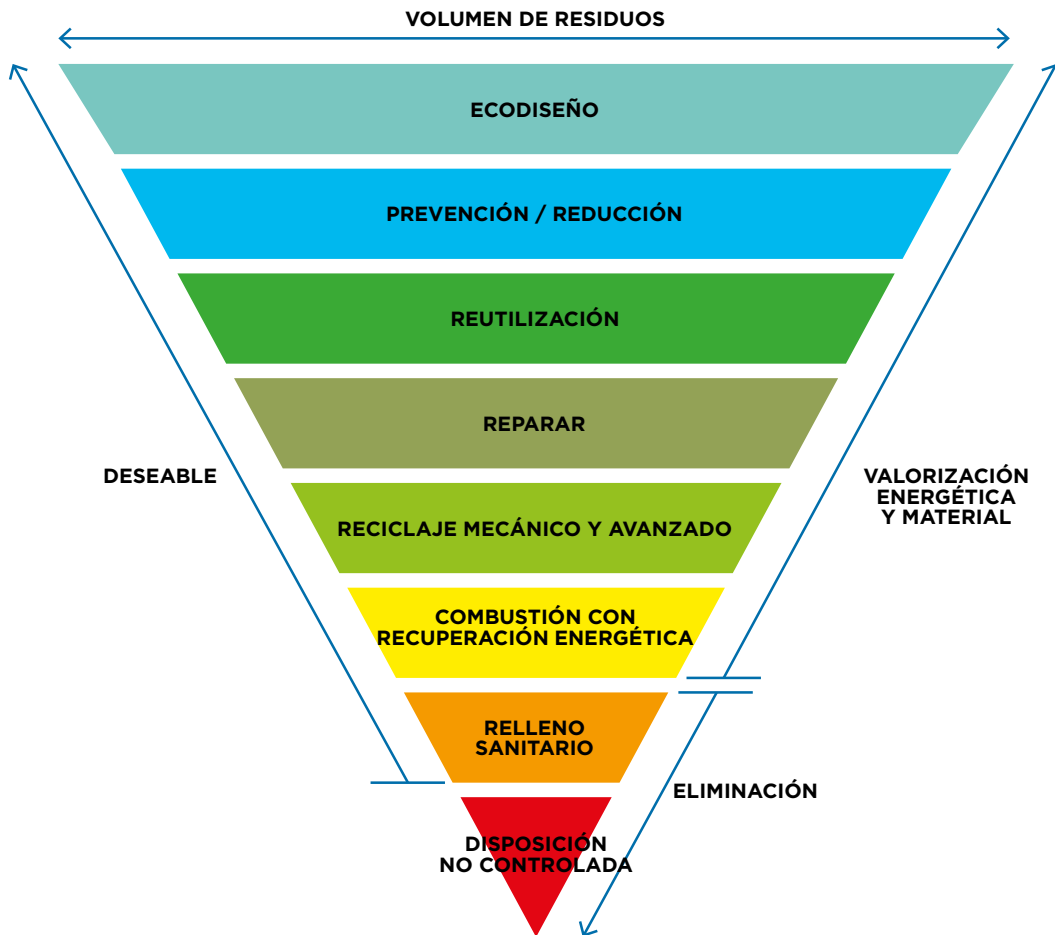 VOLUMEN DE RESIDUOS
ECODISEÑO
PREVENCIÓN / REDUCCIÓN
REUTILIZACIÓN
REPARAR
DESEABLE
VALORIZACIÓN
ENERGÉTICA
Y MATERIAL
RECICLAJE MECÁNICO Y AVANZADO
COMBUSTIÓN CON
RECUPERACIÓN ENERGÉTICA
RELLENO
SANITARIO
ELIMINACIÓN
DISPOSICIÓN
NO CONTROLADA